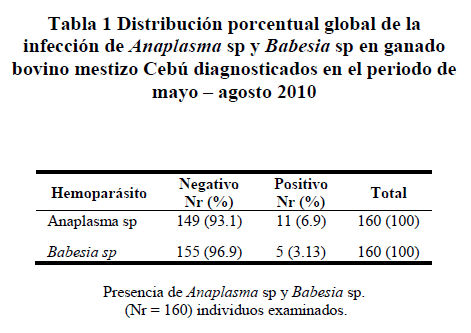 Tabla 1 Distribución porcentual global de la
infección de Anaplasma sp y Babesia sp en ganado
bovino mestizo Cebú diagnosticados en el periodo de
mayo – agosto 2010
Hemoparásito Negativo Nr (%) Positivo Nr (%) Total
Anaplasma sp 149 (93.1) 11 (6.9) 160 (100)
Babesia sp 155 (96.9) 5 (3.13) 160 (100)
Presencia de Anaplasma sp y Babesia sp.
(Nr = 160) individuos examinados.